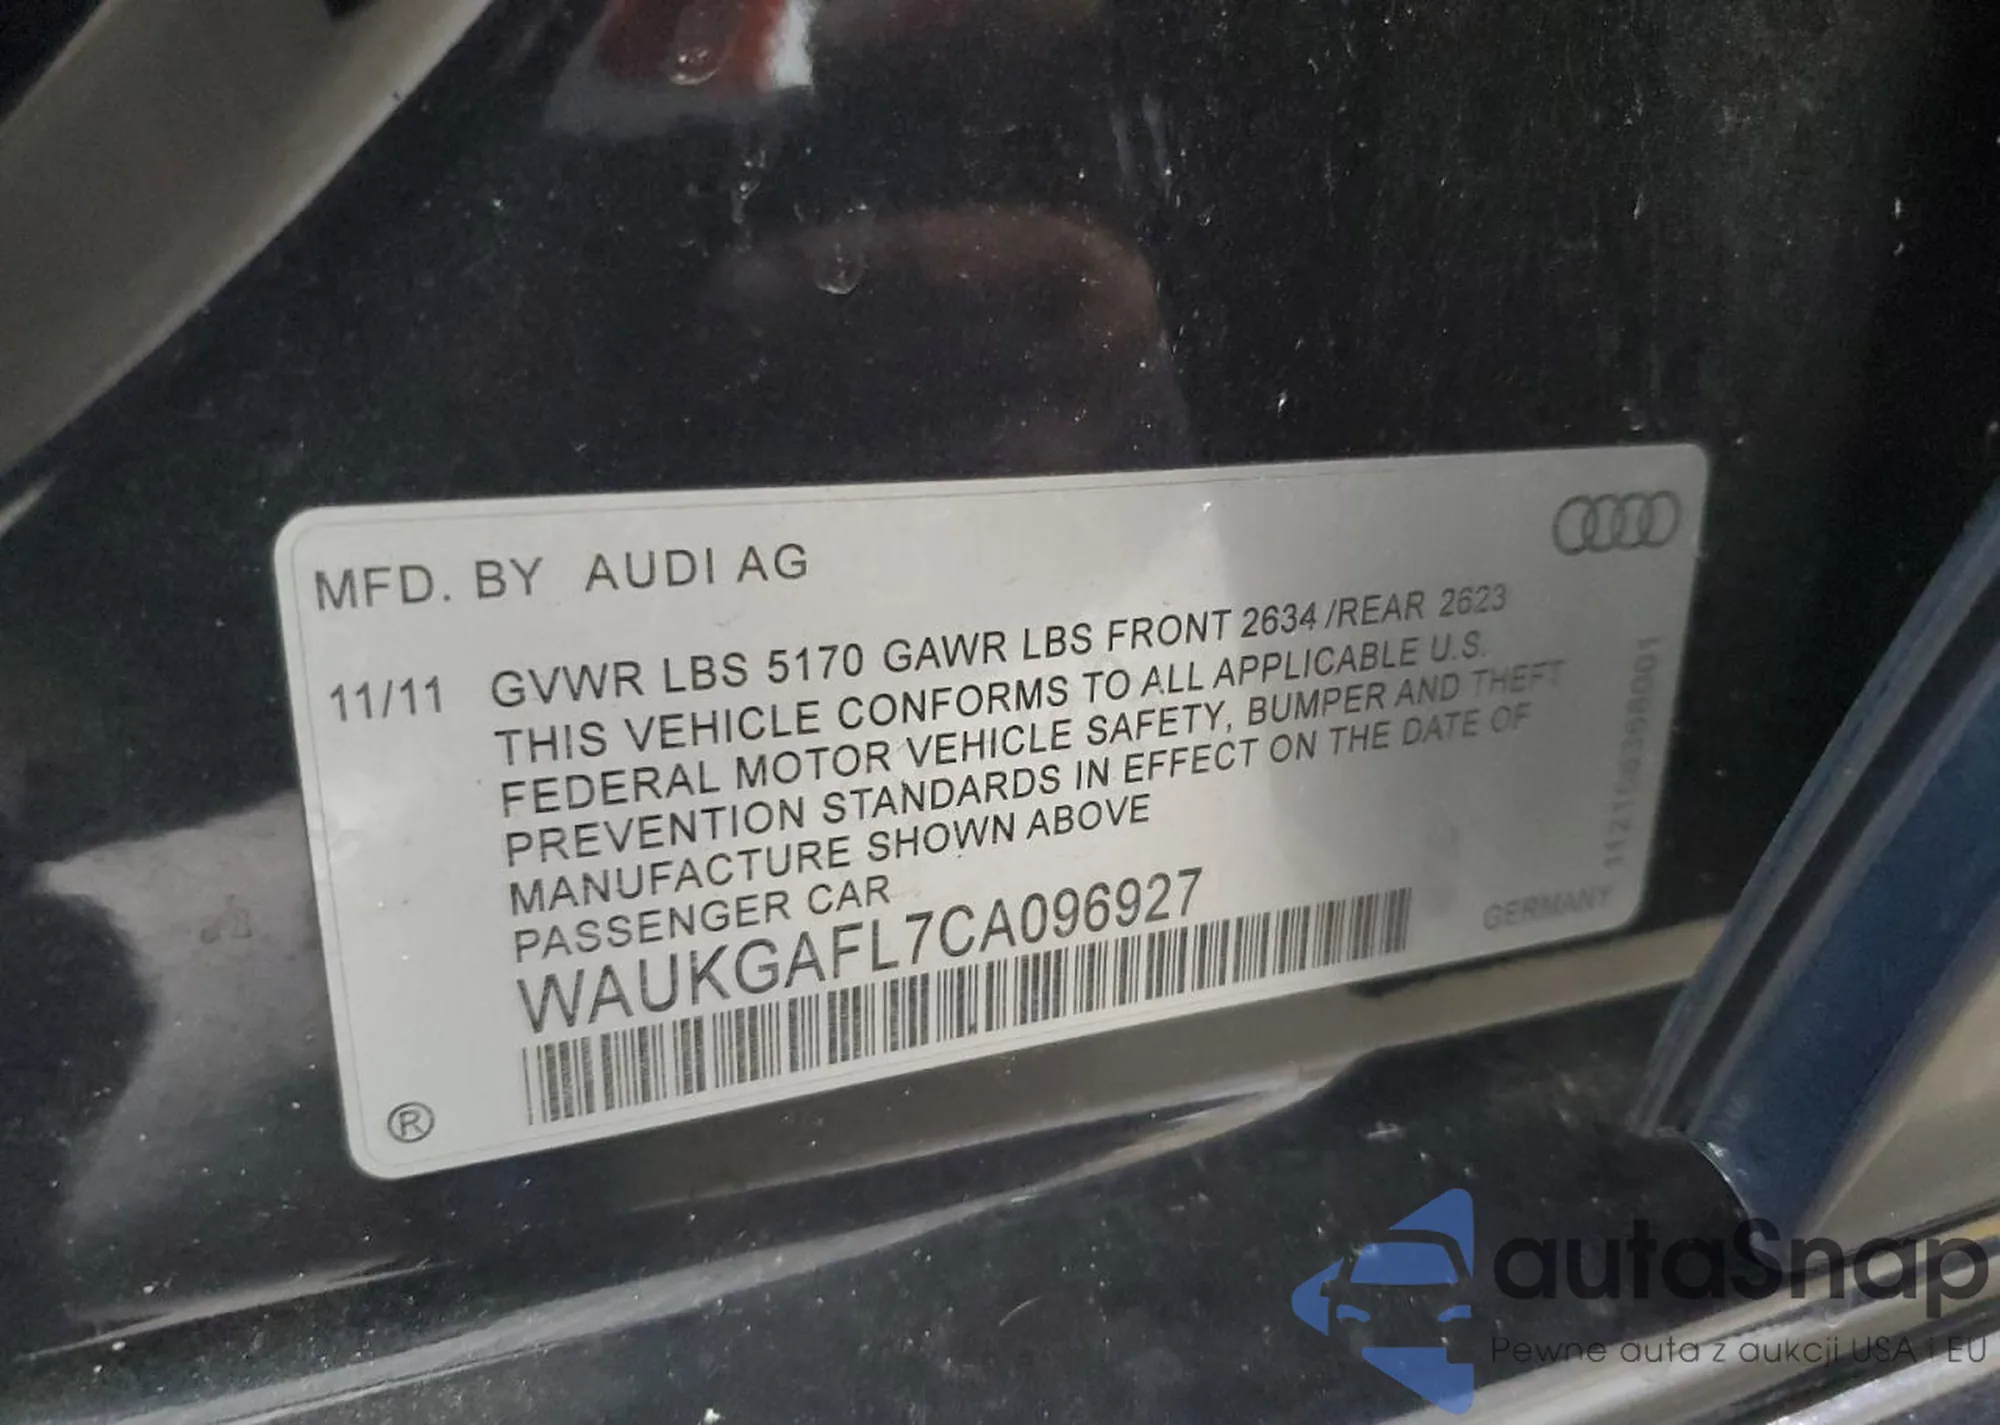 MFD. BY AUDI AG
11/11 GVWR LBS 5170 GAWR LBS FRONT 2634 /REAR 2623
THIS VEHICLE CONFORMS TO ALL APPLICABLE U.S.
FEDERAL MOTOR VEHICLE SAFETY, BUMPER AND THEFT
PREVENTION STANDARDS IN EFFECT ON THE DATE OF
MANUFACTURE SHOWN ABOVE
PASSENGER CAR
WAUKGAFL7CA096927
GERMANY
®
autaSnap
Pewne auta z aukcji USA i EU